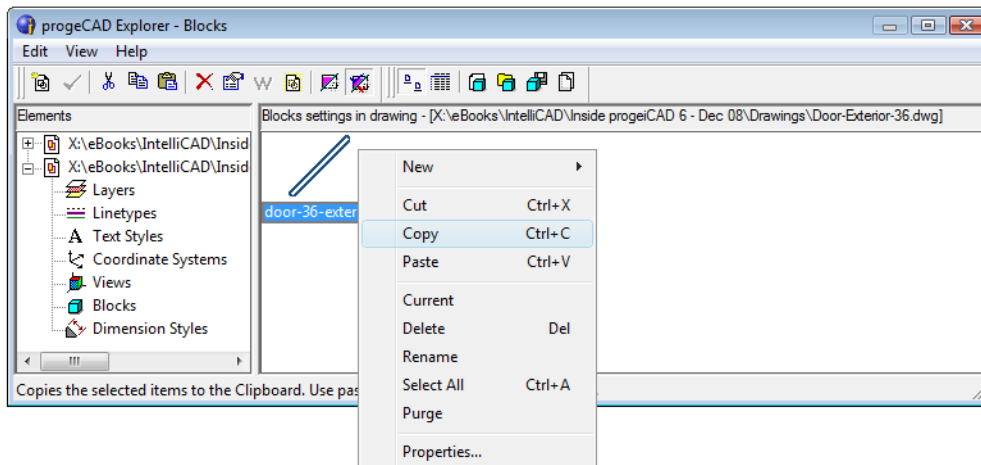 progeCAD Explorer - Blocks
Edit View Help
Elements
Blocks settings in drawing - [X:\eBooks\IntelliCAD\Inside progeiCAD 6 - Dec 08\Drawings\Door-Exterior-36.dwg]
X:\eBooks\IntelliCAD\Insid
X:\eBooks\IntelliCAD\Insid
Layers
Linetypes
Text Styles
Coordinate Systems
Views
Blocks
Dimension Styles
door-36-exter
New
Cut Ctrl+X
Copy Ctrl+C
Paste Ctrl+V
Current
Delete Del
Rename
Select All Ctrl+A
Purge
Properties...
Copies the selected items to the Clipboard. Use pas